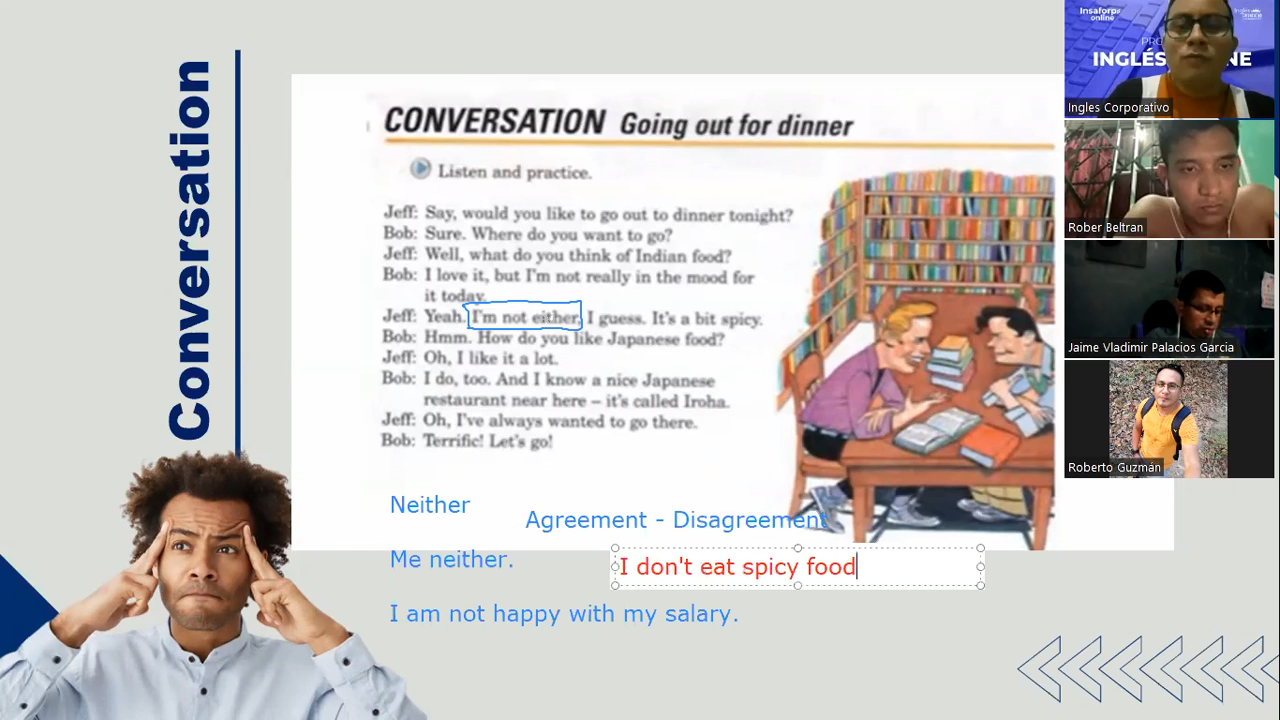 Conversation
CONVERSATION Going out for dinner
Listen and practice.
Jeff: Say, would you like to go out to dinner tonight?
Bob: Sure. Where do you want to go?
Jeff: Well, what do you think of Indian food?
Bob: I love it, but I'm not really in the mood for
it today.
Jeff: Yeah. I'm not either, I guess. It's a bit spicy.
Bob: Hmm. How do you like Japanese food?
Jeff: Oh, I like it a lot.
Bob: I do, too. And I know a nice Japanese
restaurant near here – it's called Iroha.
Jeff: Oh, I've always wanted to go there.
Bob: Terrific! Let's go!
Neither
Agreement - Disagreement
Me neither.
I don't eat spicy food
I am not happy with my salary.
Insaforp
online
INGLÉS
NE
Ingles Corporativo
Rober Beltran
Jaime Vladimir Palacios Garcia
Roberto Guzmán